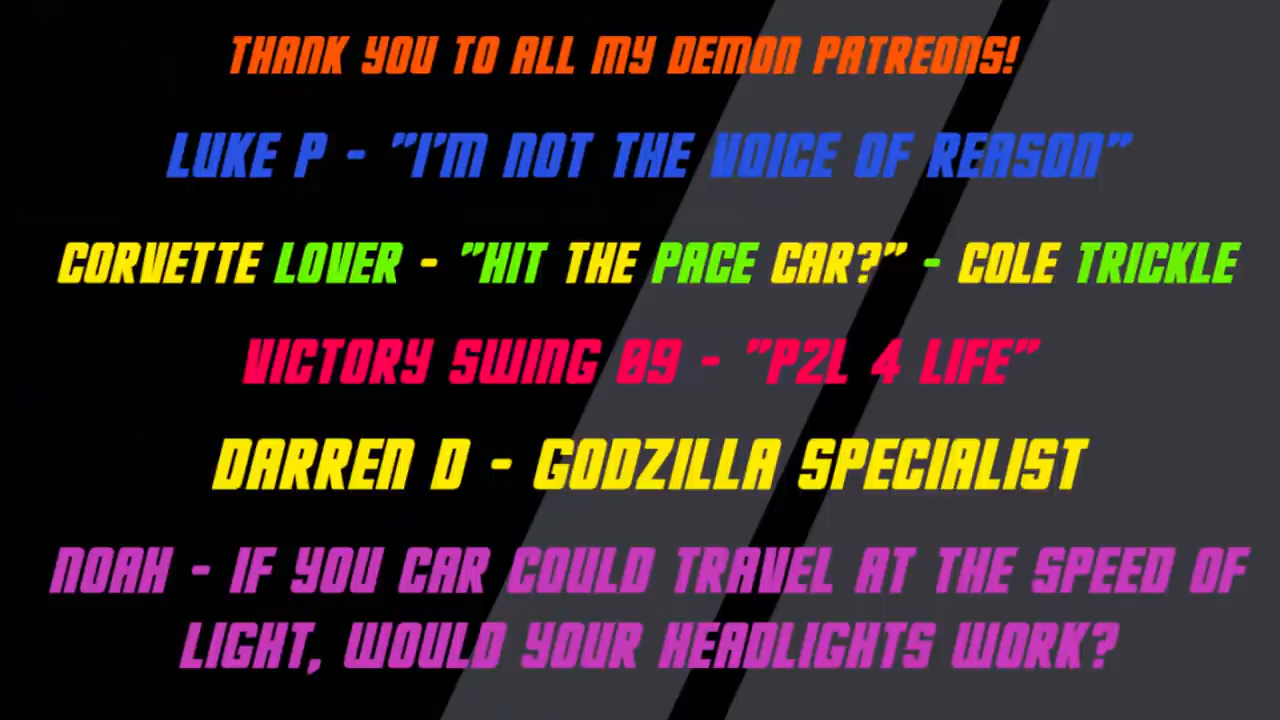 THANK YOU TO ALL MY DEMON PATREONS!
LUKE P - "I'M NOT THE VOICE OF REASON"
CORVETTE LOVER - "HIT THE PACE CAR?" - COLE TRICKLE
VICTORY SWING 09 - "P2L 4 LIFE"
DARREN D - GODZILLA SPECIALIST
NOAH - IF YOU CAR COULD TRAVEL AT THE SPEED OF
LIGHT, WOULD YOUR HEADLIGHTS WORK?